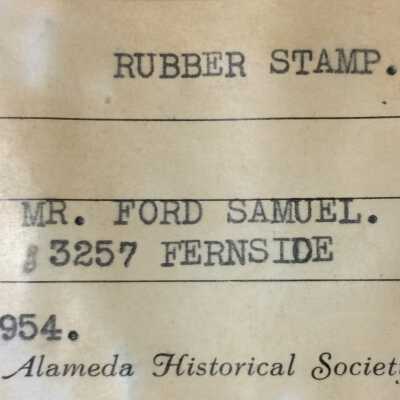 RUBBER STAMP.
MR. FORD SAMUEL.
3257 FERNSIDE
954.
Alameda Historical Society